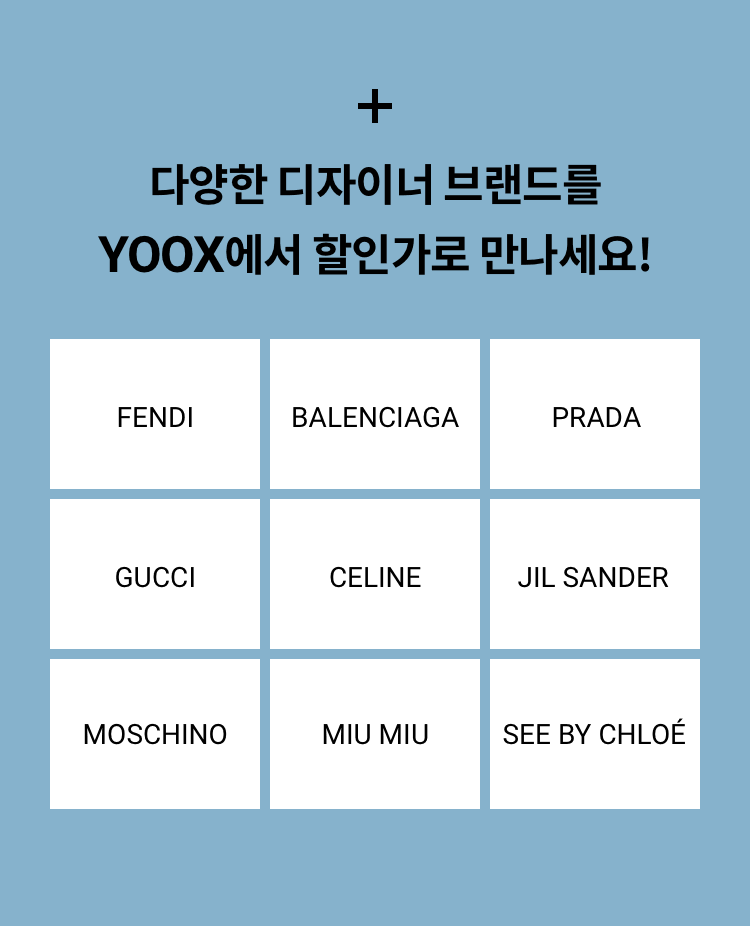 +
다양한 디자이너 브랜드를
YOOX에서 할인가로 만나세요!
FENDI
BALENCIAGA
PRADA
GUCCI
CELINE
JIL SANDER
MOSCHINO
MIU MIU
SEE BY CHLOÉ